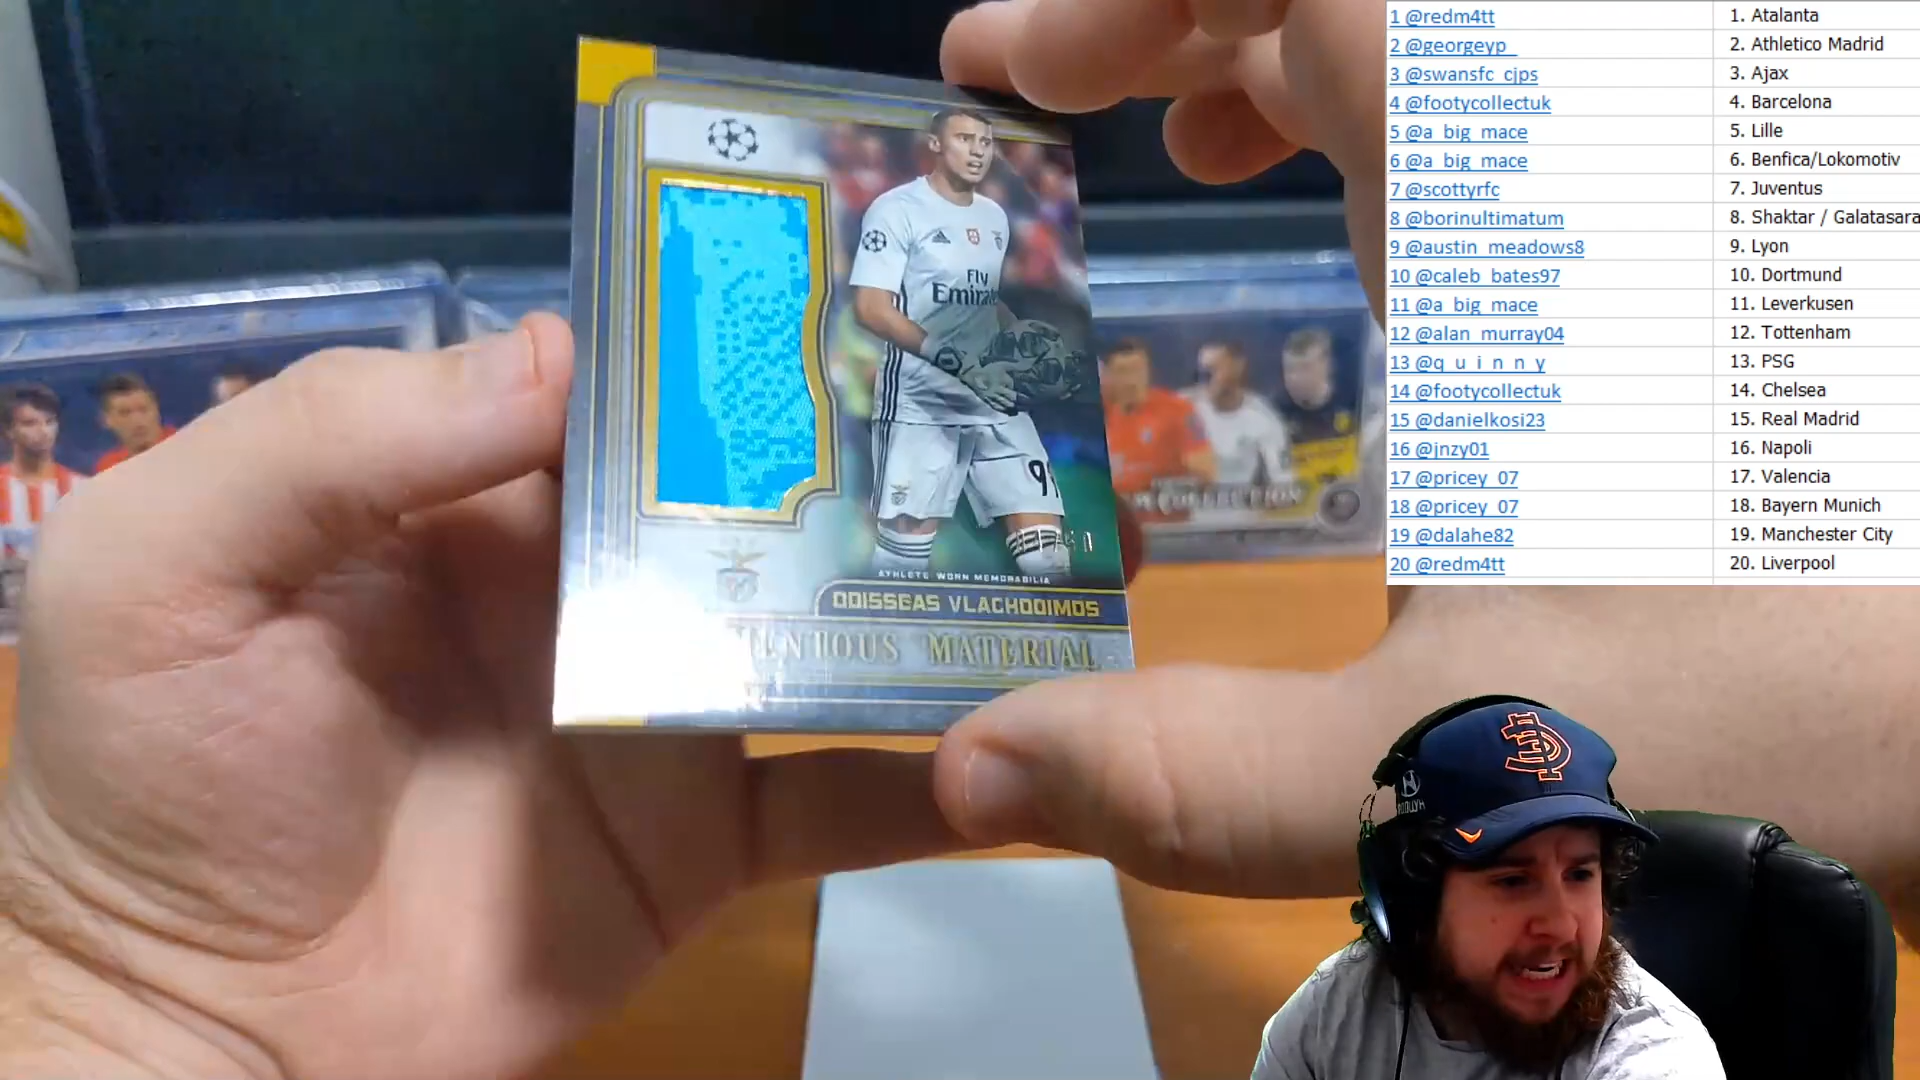 1 @redm4tt 1. Atalanta
2 @georgeyp_ 2. Athletico Madrid
3 @swansfc_cjps 3. Ajax
4 @footycollectuk 4. Barcelona
5 @a_big_mace 5. Lille
6 @a_big_mace 6. Benfica/Lokomotiv
7 @scottyrfc 7. Juventus
8 @borinultimatum 8. Shaktar / Galatasara
9 @austin_meadows8 9. Lyon
10 @caleb_bates97 10. Dortmund
11 @a_big_mace 11. Leverkusen
12 @alan_murray04 12. Tottenham
13 @q_u_i_n_n_y 13. PSG
14 @footycollectuk 14. Chelsea
15 @danielkosi23 15. Real Madrid
16 @jnzy01 16. Napoli
17 @pricey_07 17. Valencia
18 @pricey_07 18. Bayern Munich
19 @dalahe82 19. Manchester City
20 @redm4tt 20. Liverpool
Fly
Emirate
9
ATHLETE-WORN MEMORABILIA
ODISSEAS VLACHODIMOS
MATERIAL
COLLECTION